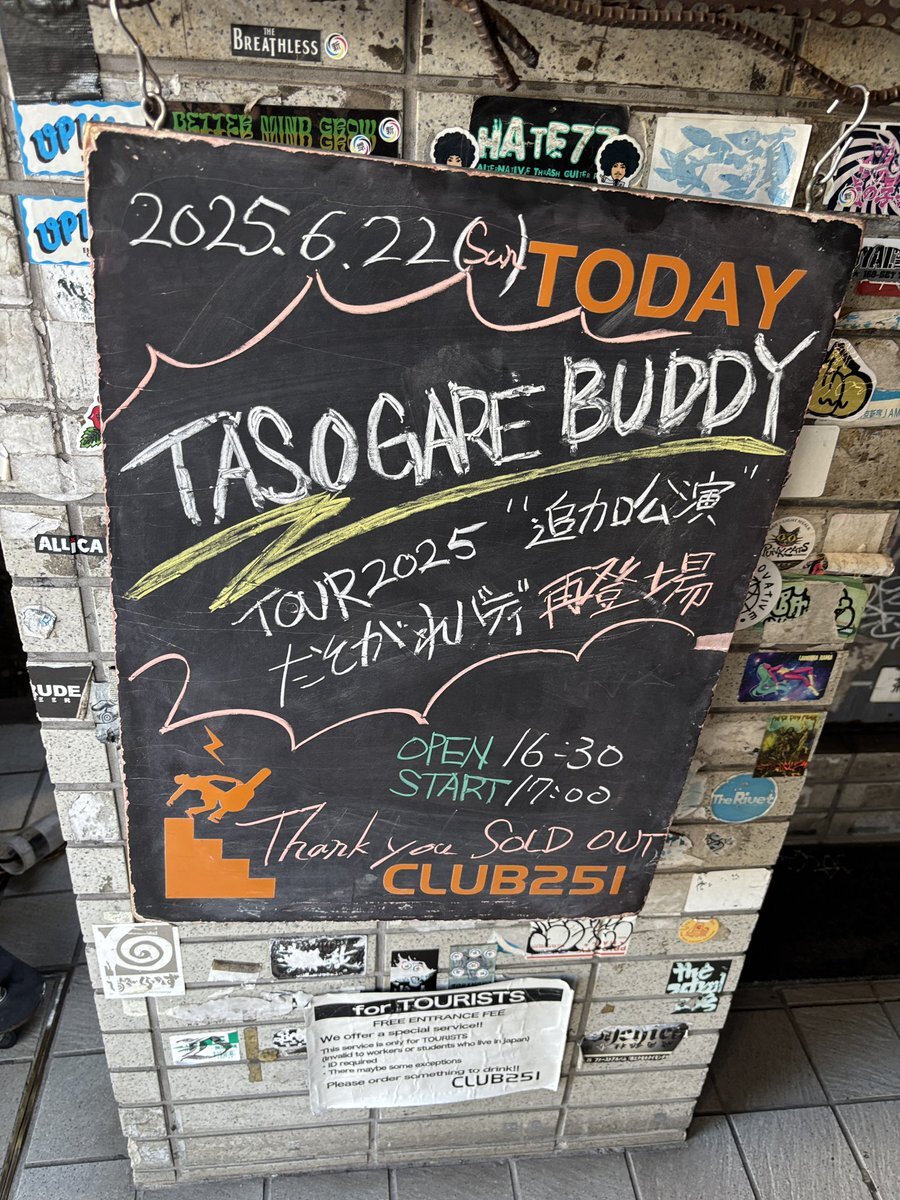 THE BREATHLESS
BETTER MIND GROW
HATE77
ALTERNATIVE THRASH GUITER
2025.6.22(Sun) TODAY
TASOGARE BUDDY
TOUR2025 "追加公演"
たそがれバディ 再登場
OPEN 16:30
START 17:00
Thank you SOLD OUT
CLUB251
ALLICA
PUNKCATS
RUDE
The Rivet
for TOURISTS
FREE ENTRANCE FEE
We offer a special service!!
This service is only for TOURISTS
(invalid to workers or students who live in japan)
- ID required
- There maybe some exceptions
Please order something to drink!!
CLUB251